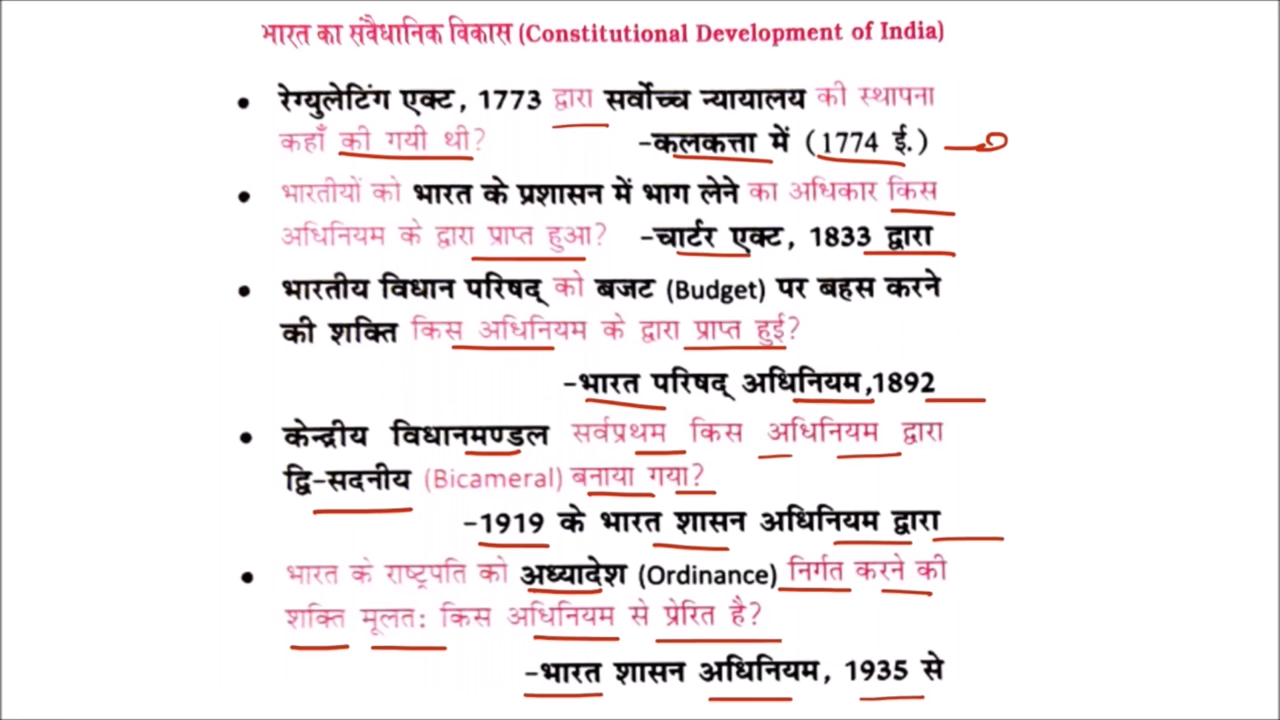 भारत का संवैधानिक विकास (Constitutional Development of India)
• रेग्युलेटिंग एक्ट, 1773 द्वारा सर्वोच्च न्यायालय की स्थापना
कहाँ की गयी थी? -कलकत्ता में (1774 ई.)
• भारतीयों को भारत के प्रशासन में भाग लेने का अधिकार किस
अधिनियम के द्वारा प्राप्त हुआ? -चार्टर एक्ट, 1833 द्वारा
• भारतीय विधान परिषद् को बजट (Budget) पर बहस करने
की शक्ति किस अधिनियम के द्वारा प्राप्त हुई?
-भारत परिषद् अधिनियम,1892
• केन्द्रीय विधानमण्डल सर्वप्रथम किस अधिनियम द्वारा
द्वि-सदनीय (Bicameral) बनाया गया?
-1919 के भारत शासन अधिनियम द्वारा
• भारत के राष्ट्रपति को अध्यादेश (Ordinance) निर्गत करने की
शक्ति मूलत: किस अधिनियम से प्रेरित है?
-भारत शासन अधिनियम, 1935 से